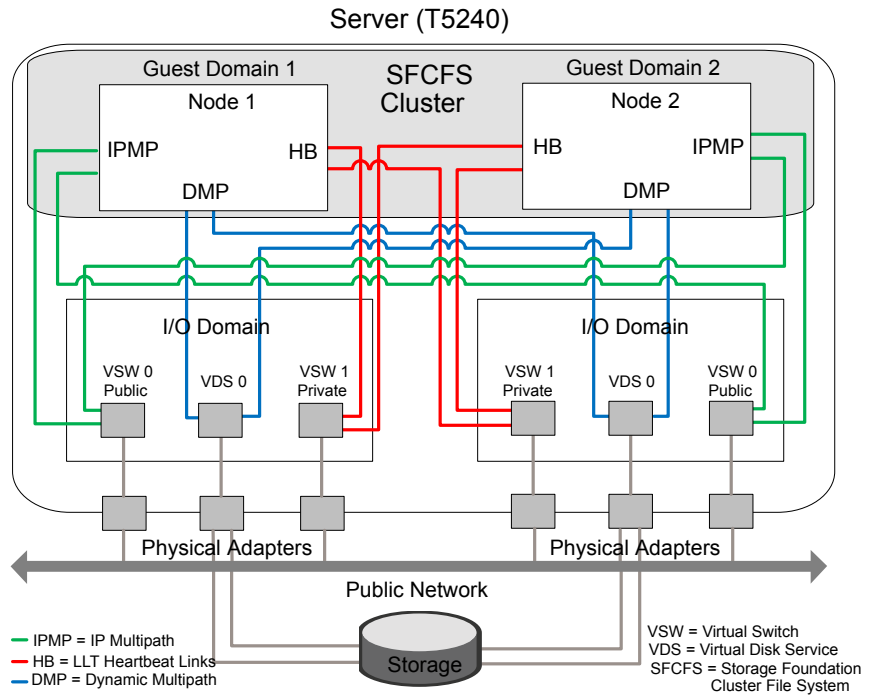 Server (T5240)
Guest Domain 1
SFCFS
Cluster
Guest Domain 2
Node 1
Node 2
IPMP
HB
DMP
HB
IPMP
DMP
I/O Domain
I/O Domain
VSW 0
Public
VDS 0
VSW 1
Private
VSW 1
Private
VDS 0
VSW 0
Public
Physical Adapters
Physical Adapters
Public Network
Storage
IPMP = IP Multipath
HB = LLT Heartbeat Links
DMP = Dynamic Multipath
VSW = Virtual Switch
VDS = Virtual Disk Service
SFCFS = Storage Foundation
Cluster File System